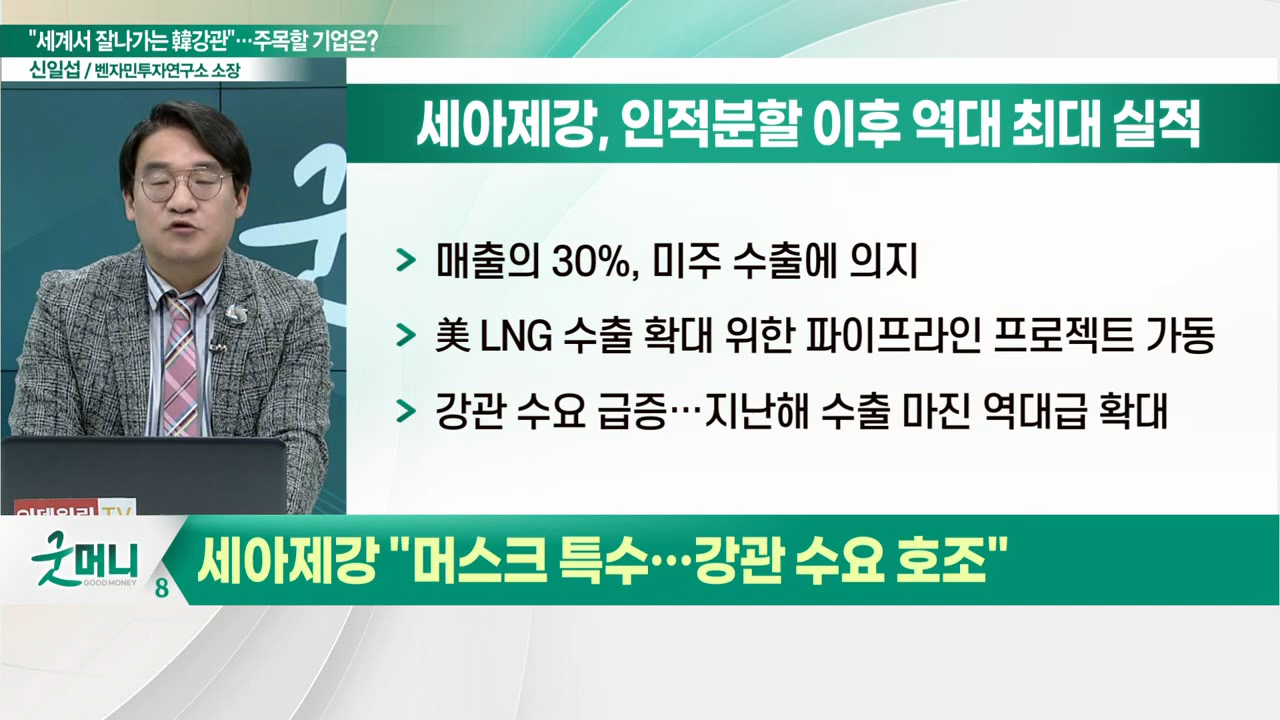 "세계서 잘나가는 韓강관"…주목할 기업은?
신일섭 / 벤자민투자연구소 소장
세아제강, 인적분할 이후 역대 최대 실적
> 매출의 30%, 미주 수출에 의지
> 美 LNG 수출 확대 위한 파이프라인 프로젝트 가동
> 강관 수요 급증…지난해 수출 마진 역대급 확대
이데일리 TV
굿머니
GOOD MONEY
8
세아제강 "머스크 특수…강관 수요 호조"